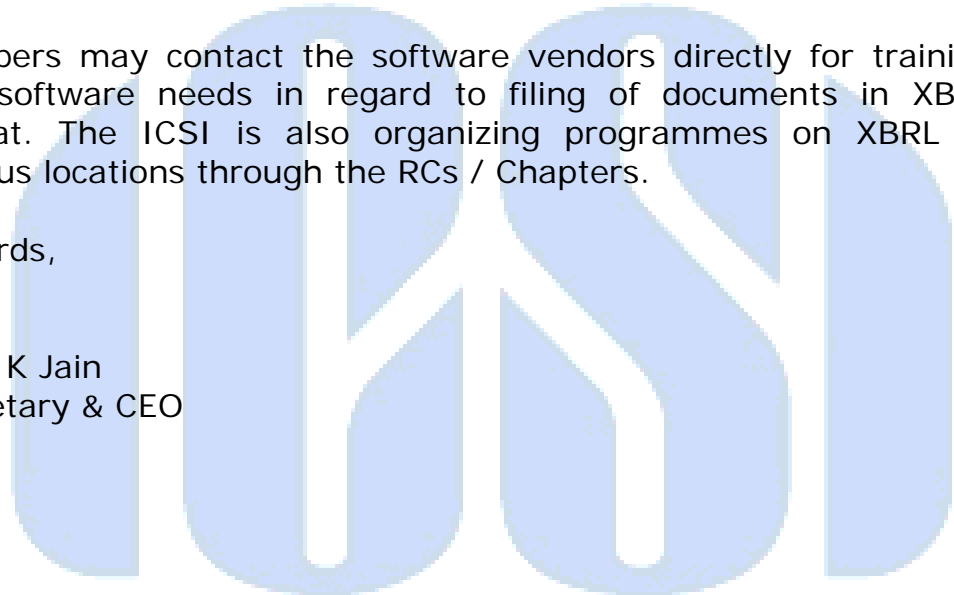 bers may contact the software vendors directly for traini
software needs in regard to filing of documents in XB
at. The ICSI is also organizing programmes on XBRL
us locations through the RCs / Chapters.
rds,
K Jain
etary & CEO
ICSI